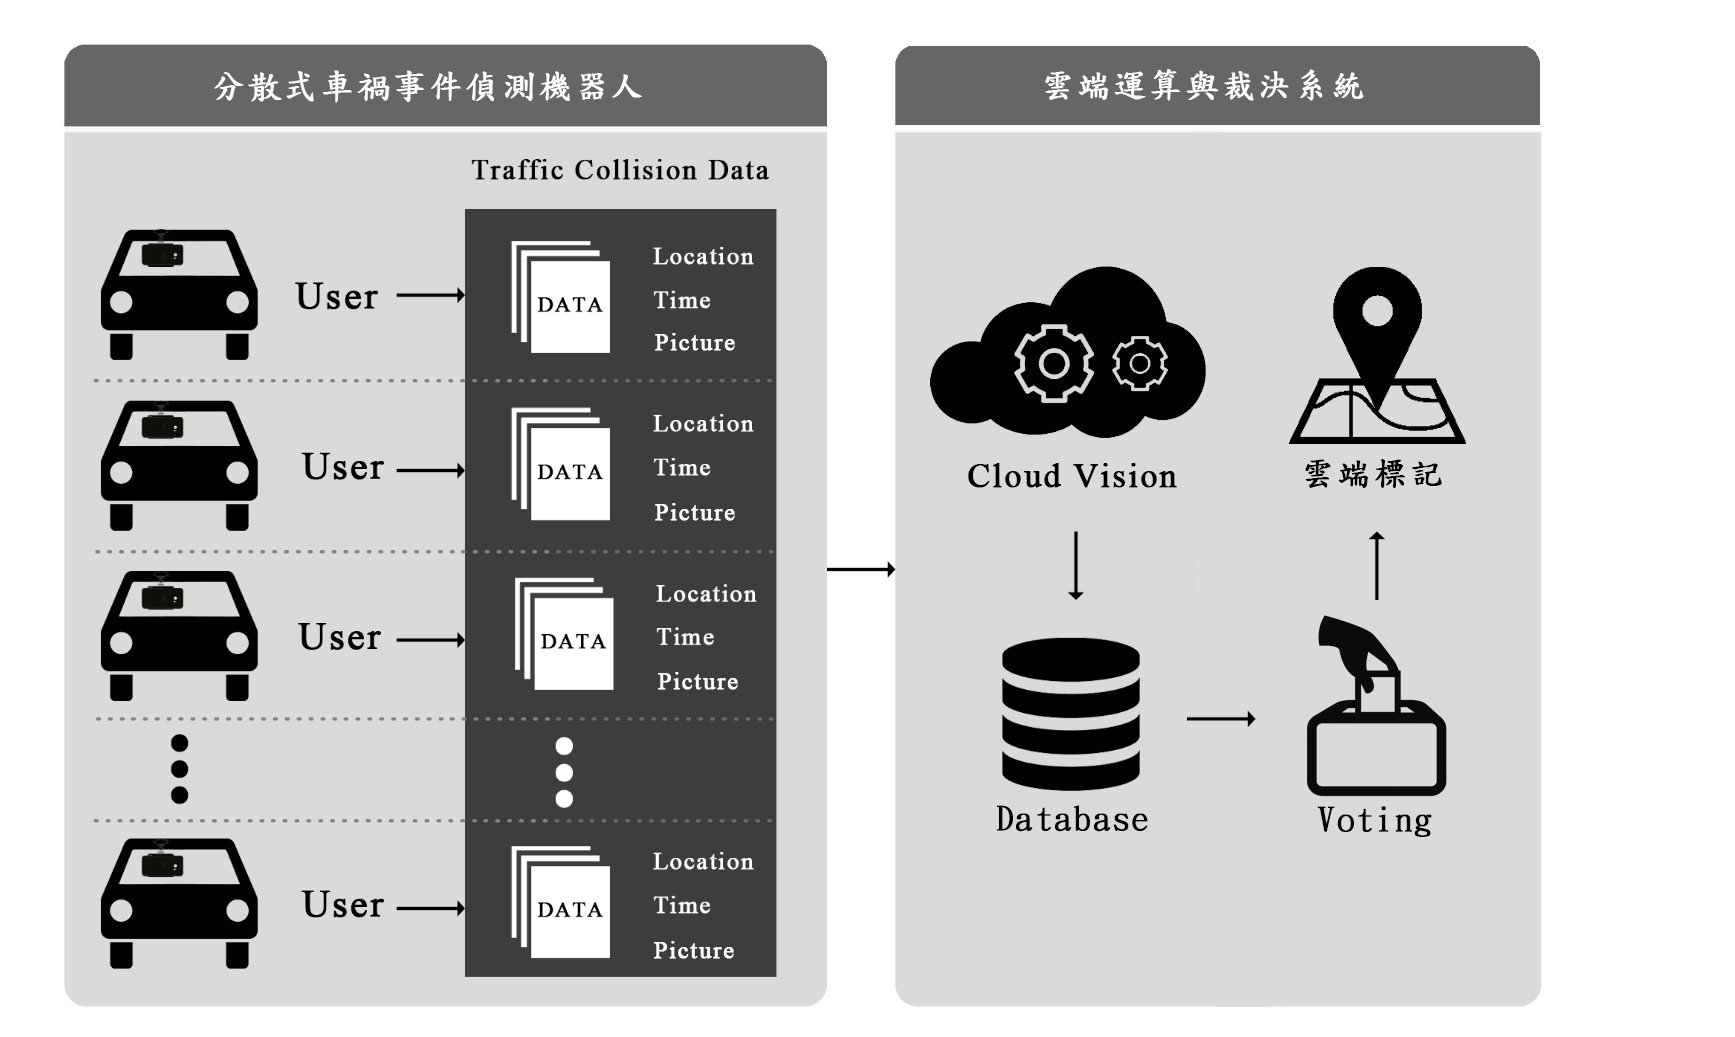 分散式車禍事件偵測機器人
Traffic Collision Data
User
DATA
Location
Time
Picture
User
DATA
Location
Time
Picture
User
DATA
Location
Time
Picture
User
DATA
Location
Time
Picture
雲端運算與裁決系統
Cloud Vision
雲端標記
Database
Voting